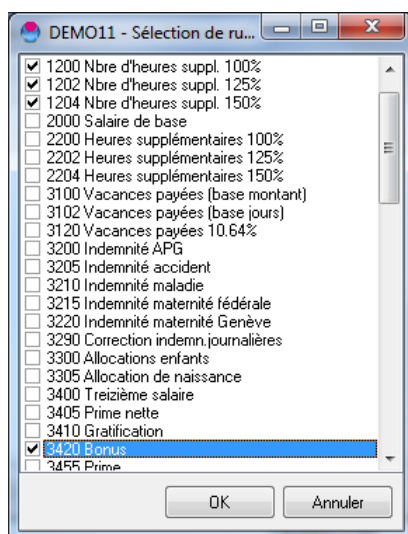 DEMO11 - Sélection de ru...
1200 Nbre d'heures suppl. 100%
1202 Nbre d'heures suppl. 125%
1204 Nbre d'heures suppl. 150%
2000 Salaire de base
2200 Heures supplémentaires 100%
2202 Heures supplémentaires 125%
2204 Heures supplémentaires 150%
3100 Vacances payées (base montant)
3102 Vacances payées (base jours)
3120 Vacances payées 10.64%
3200 Indemnité APG
3205 Indemnité accident
3210 Indemnité maladie
3215 Indemnité maternité fédérale
3220 Indemnité maternité Genève
3290 Correction indemn.journalières
3300 Allocations enfants
3305 Allocation de naissance
3400 Treizième salaire
3405 Prime nette
3410 Gratification
3420 Bonus
3455 Prime
OK Annuler